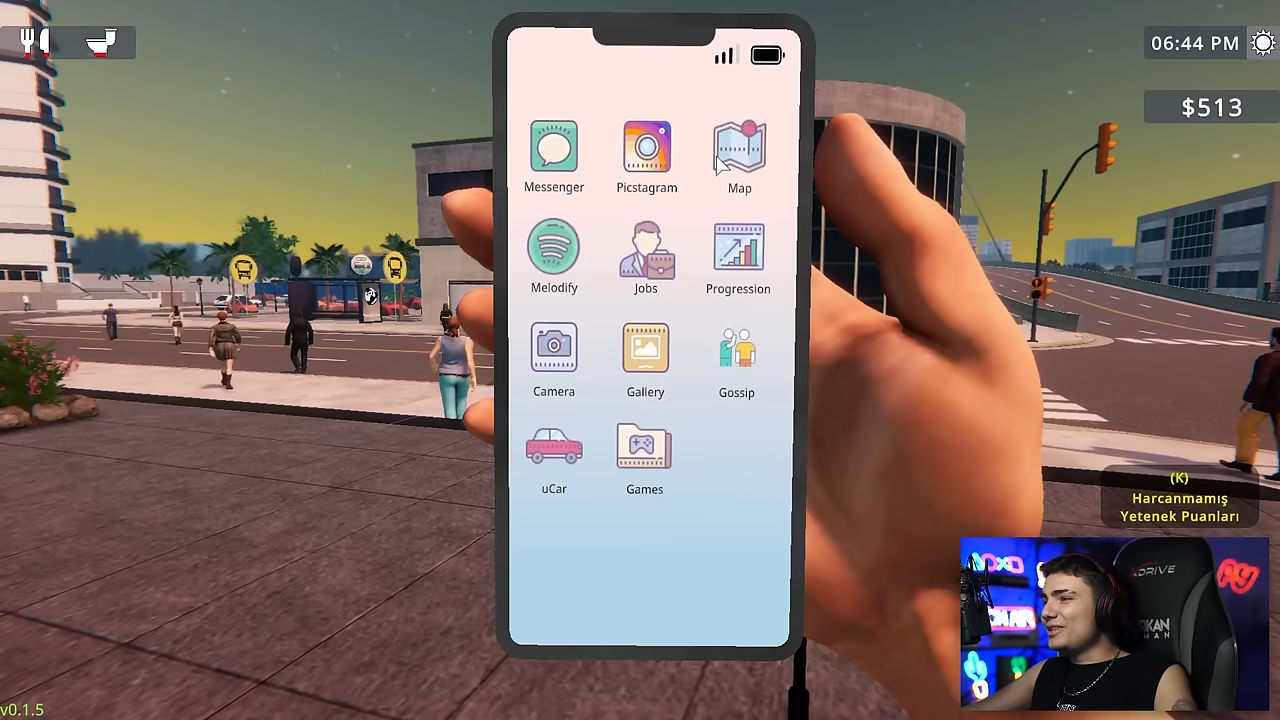 06:44 PM
$513
Messenger
Picstagram
Map
Melodify
Jobs
Progression
Camera
Gallery
Gossip
uCar
Games
(K)
Harcanmamış
Yetenek Puanları
DRIVE
v0.1.5